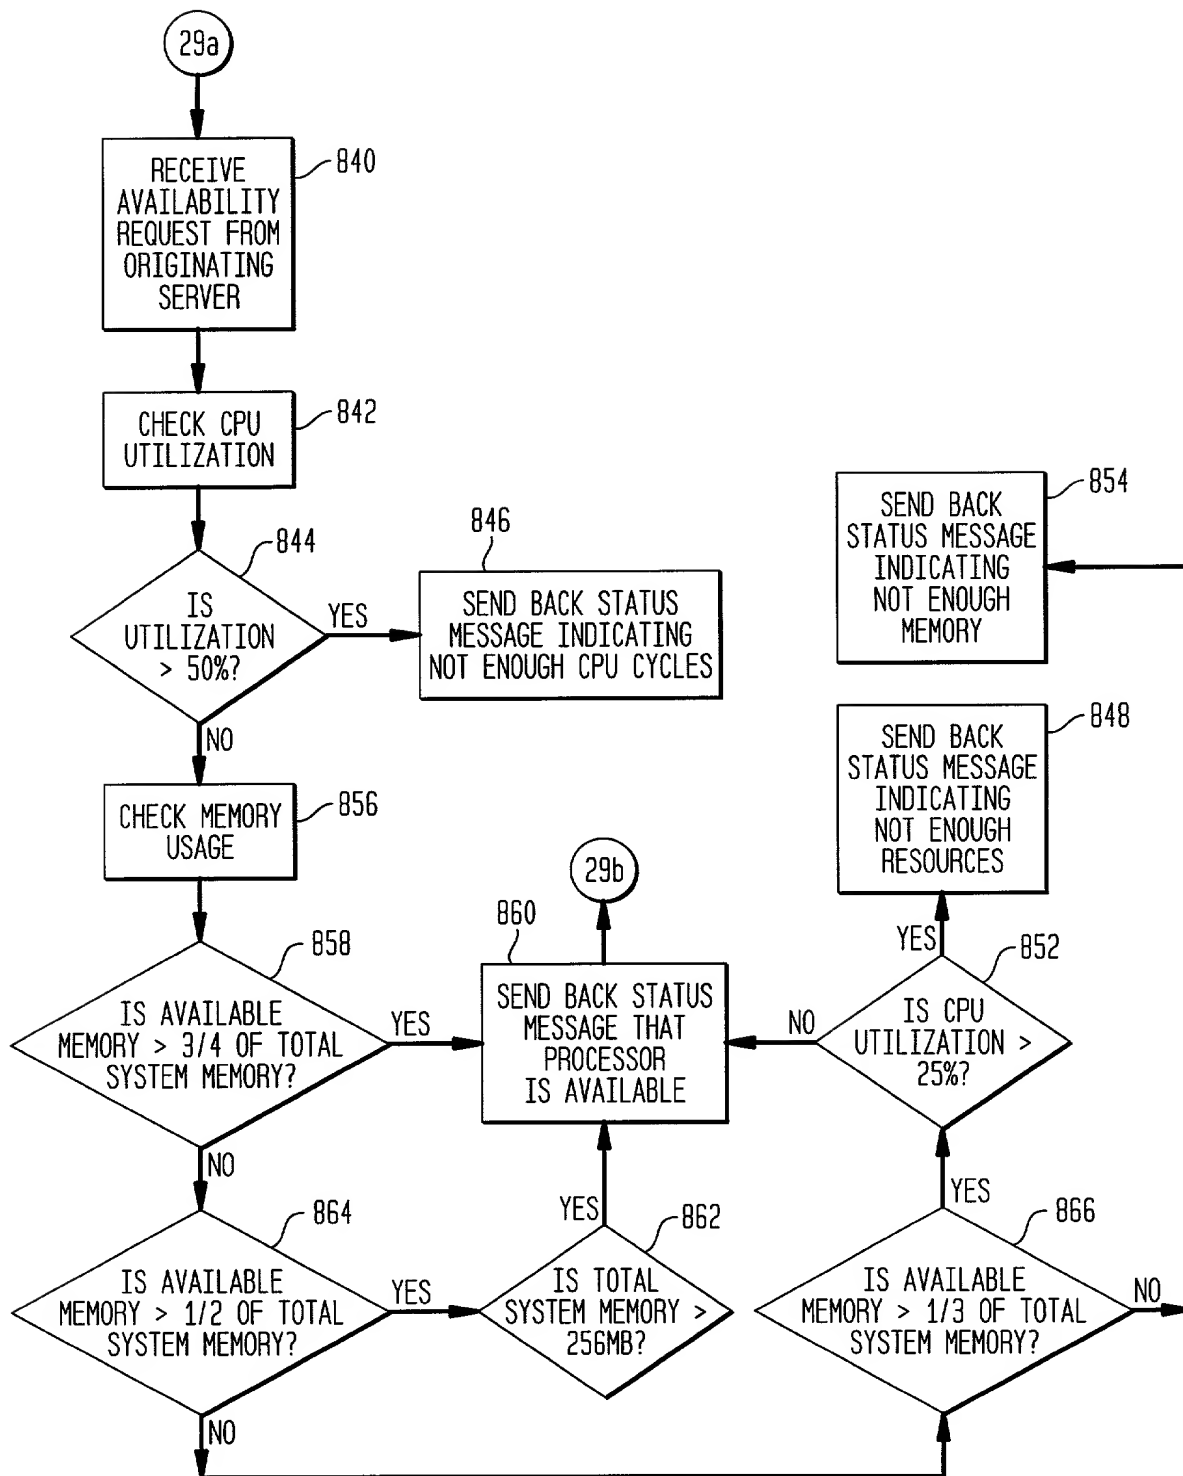 29a
RECEIVE
AVAILABILITY
REQUEST FROM
ORIGINATING
SERVER
840
CHECK CPU
UTILIZATION
842
IS
UTILIZATION
> 50%?
844
YES
NO
SEND BACK STATUS
MESSAGE INDICATING
NOT ENOUGH CPU CYCLES
846
SEND BACK
STATUS MESSAGE
INDICATING
NOT ENOUGH
MEMORY
854
SEND BACK
STATUS MESSAGE
INDICATING
NOT ENOUGH
RESOURCES
848
CHECK MEMORY
USAGE
856
29b
IS AVAILABLE
MEMORY > 3/4 OF TOTAL
SYSTEM MEMORY?
858
YES
NO
SEND BACK STATUS
MESSAGE THAT
PROCESSOR
IS AVAILABLE
860
IS CPU
UTILIZATION >
25%?
852
YES
NO
IS AVAILABLE
MEMORY > 1/2 OF TOTAL
SYSTEM MEMORY?
864
YES
NO
IS TOTAL
SYSTEM MEMORY >
256MB?
862
YES
IS AVAILABLE
MEMORY > 1/3 OF TOTAL
SYSTEM MEMORY?
866
YES
NO